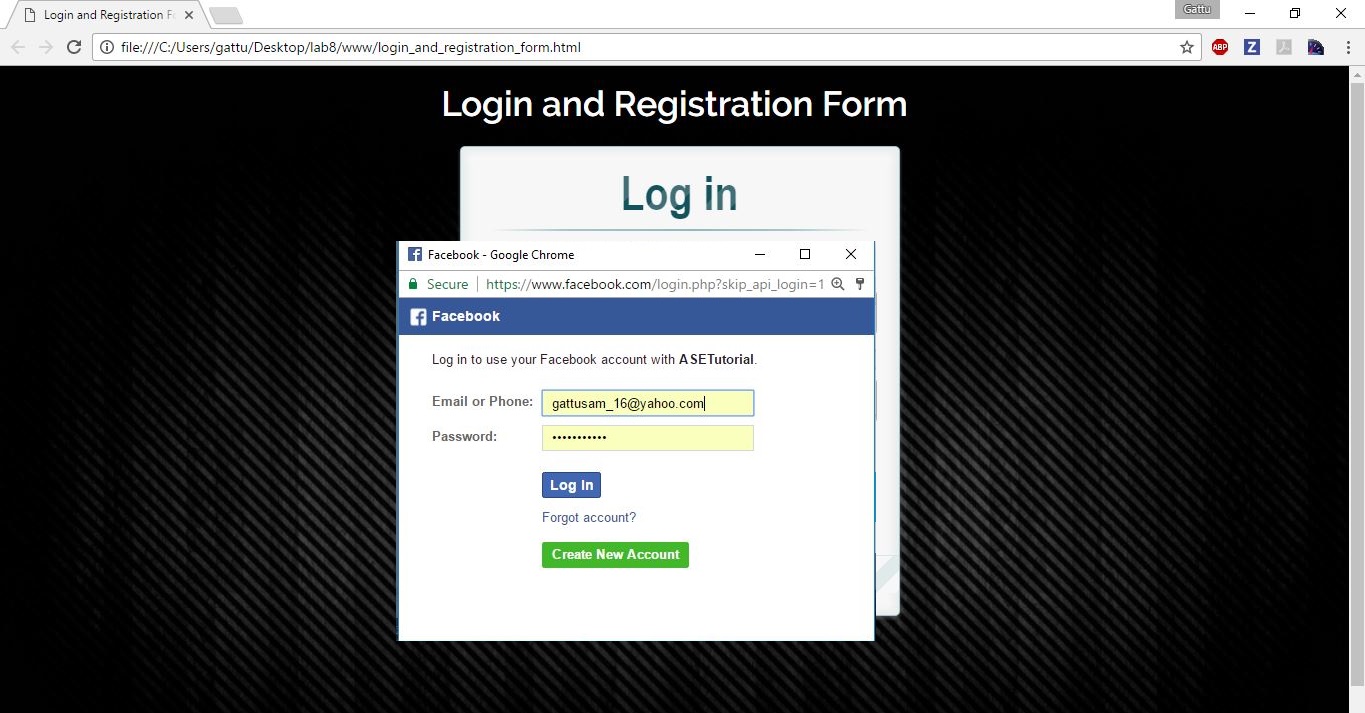 Login and Registration Fo
Gattu
file:///C:/Users/gattu/Desktop/lab8/www/login_and_registration_form.html
ABP
Z
Login and Registration Form
Log in
Facebook - Google Chrome
Secure
https://www.facebook.com/login.php?skip_api_login=1
Facebook
Log in to use your Facebook account with ASETutorial.
Email or Phone: gattusam_16@yahoo.com
Password: •••••••••••
Log In
Forgot account?
Create New Account